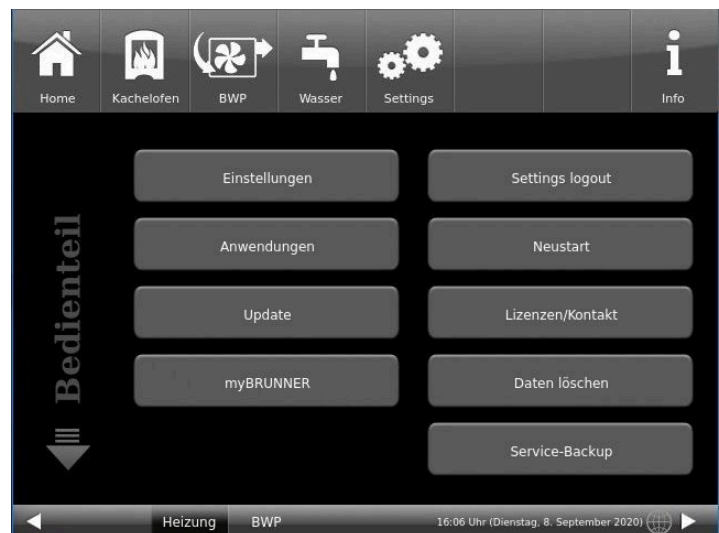 Home Kachelofen BWP Wasser Settings Info
Bedienteil
Einstellungen Settings logout
Anwendungen Neustart
Update Lizenzen/Kontakt
myBRUNNER Daten löschen
Service-Backup
Heizung BWP 16:06 Uhr (Dienstag, 8. September 2020)